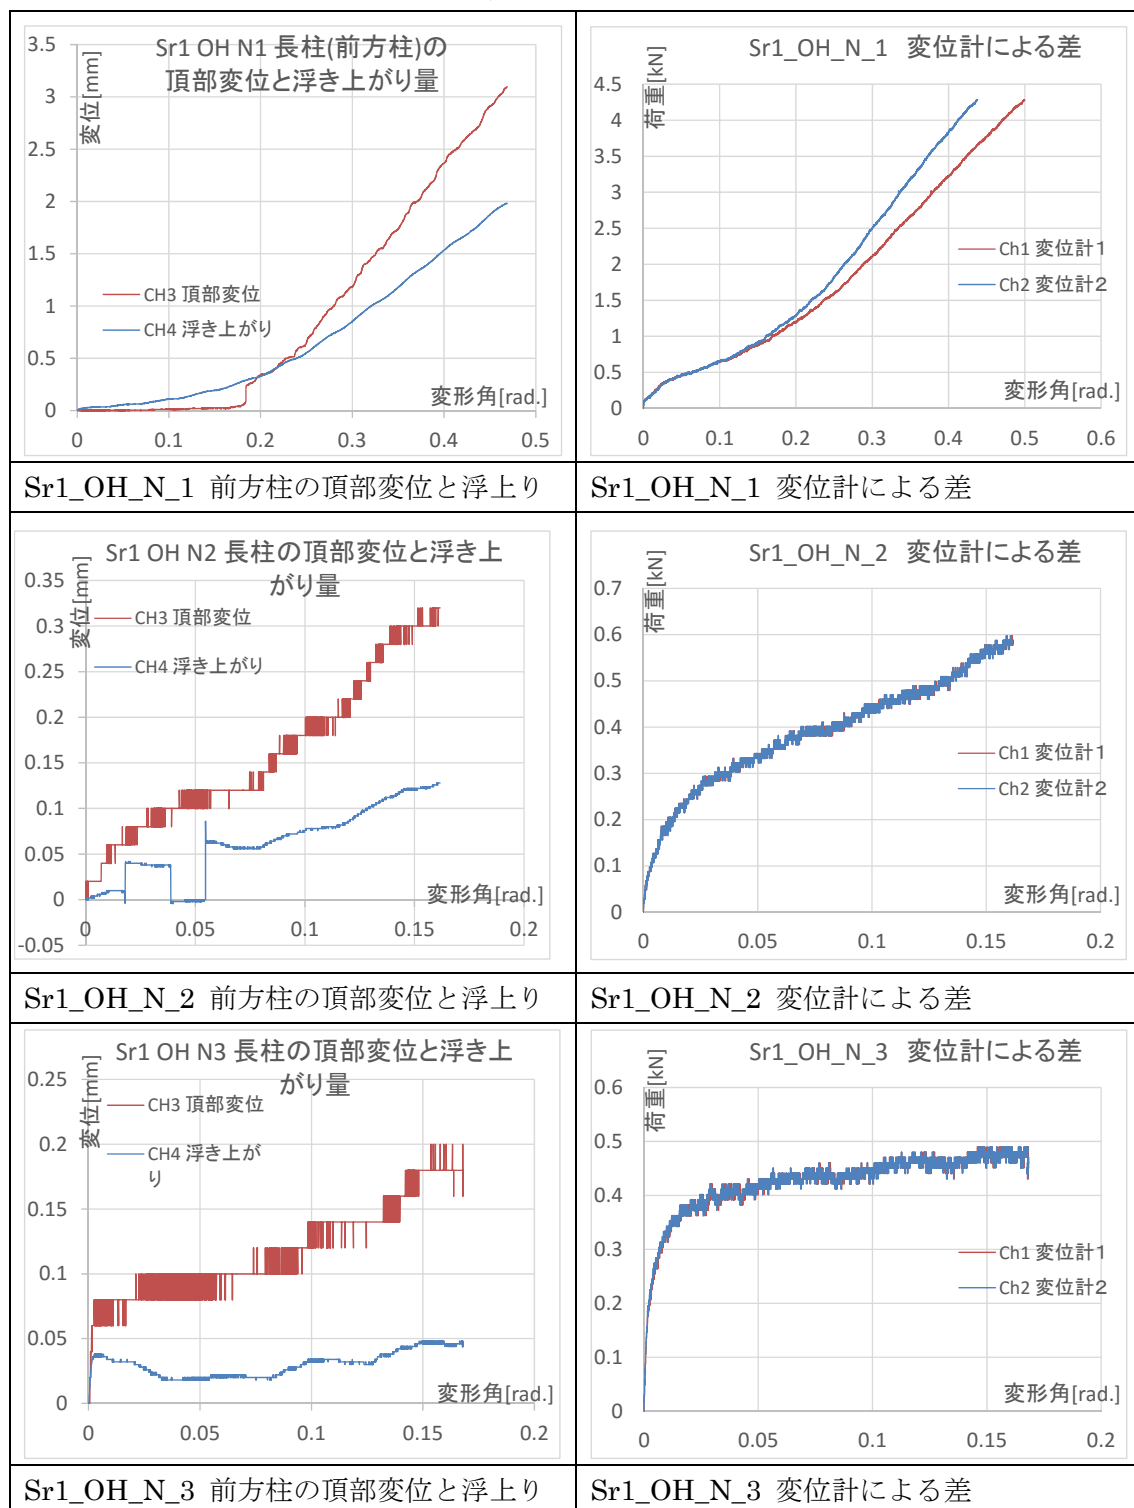 Sr1 OH N1 長柱(前方柱)の
頂部変位と浮き上がり量
変位[mm]
3.5
3
2.5
2
1.5
1
0.5
0
CH3 頂部変位
CH4 浮き上がり
変形角[rad.]
0 0.1 0.2 0.3 0.4 0.5
Sr1_OH_N_1 変位計による差
荷重[kN]
4.5
4
3.5
3
2.5
2
1.5
1
0.5
0
Ch1 変位計1
Ch2 変位計2
変形角[rad.]
0 0.1 0.2 0.3 0.4 0.5 0.6
Sr1_OH_N_1 前方柱の頂部変位と浮上り
Sr1_OH_N_1 変位計による差
Sr1 OH N2 長柱の頂部変位と浮き上
がり量
変位[mm]
0.35
0.3
0.25
0.2
0.15
0.1
0.05
0
-0.05
CH3 頂部変位
CH4 浮き上がり
変形角[rad.]
0 0.05 0.1 0.15 0.2
Sr1_OH_N_2 変位計による差
荷重[kN]
0.7
0.6
0.5
0.4
0.3
0.2
0.1
0
Ch1 変位計1
Ch2 変位計2
変形角[rad.]
0 0.05 0.1 0.15 0.2
Sr1_OH_N_2 前方柱の頂部変位と浮上り
Sr1_OH_N_2 変位計による差
Sr1 OH N3 長柱の頂部変位と浮き上
がり量
変位[mm]
0.25
0.2
0.15
0.1
0.05
0
CH3 頂部変位
CH4 浮き上が
り
変形角[rad.]
0 0.05 0.1 0.15 0.2
Sr1_OH_N_3 変位計による差
荷重[kN]
0.6
0.5
0.4
0.3
0.2
0.1
0
Ch1 変位計1
Ch2 変位計2
変形角[rad.]
0 0.05 0.1 0.15 0.2
Sr1_OH_N_3 前方柱の頂部変位と浮上り
Sr1_OH_N_3 変位計による差